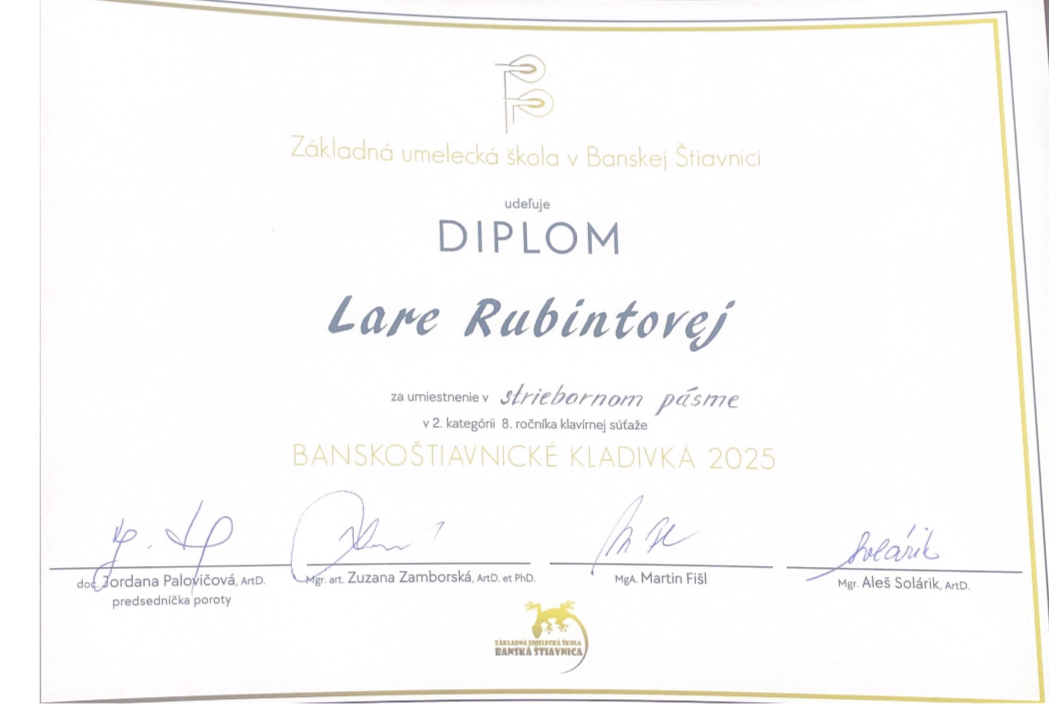 Základná umelecká škola v Banskej Štiavnici
udeľuje
DIPLOM
Lare Rubintovej
za umiestnenie v striebornom pásme
v 2. kategórii 8. ročníka klavírnej súťaže
BANSKOŠTIAVNICKÉ KLADIVKÁ 2025
doc. Jordana Palovičová, ArtD.
predsedníčka poroty
Mgr. art. Zuzana Zamborská, ArtD. et PhD.
MgA. Martin Fišl
Solárik
Mgr. Aleš Solárik, ArtD.
ZÁKLADNÁ UMELECKÁ ŠKOLA
BANSKÁ ŠTIAVNICA